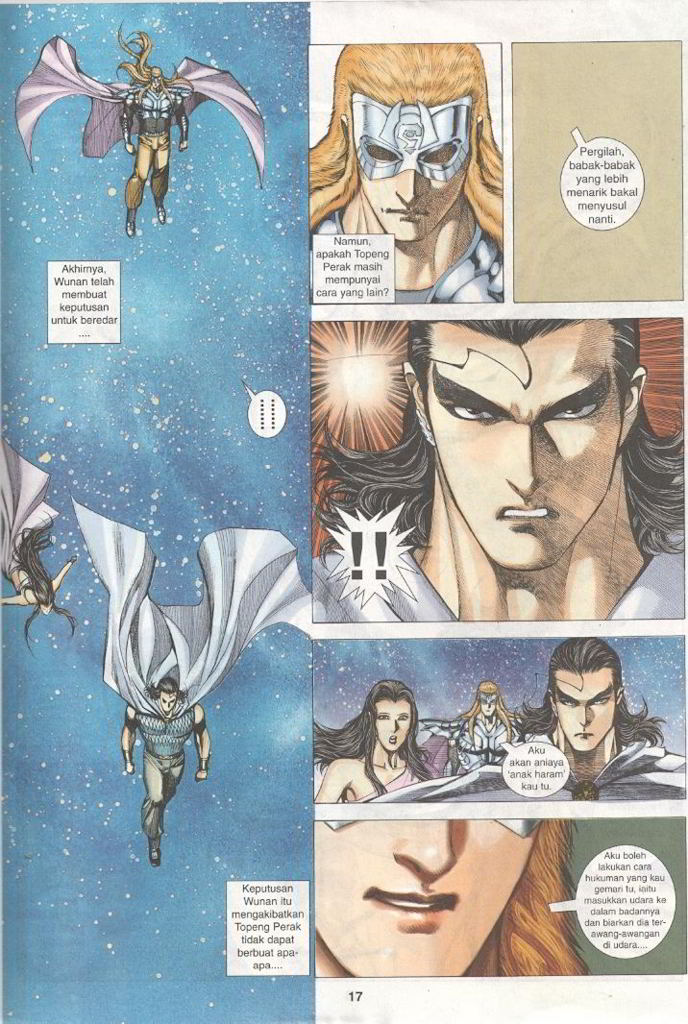 Akhirnya,
Wunan telah
membuat
keputusan
untuk beredar
....
!!!
Keputusan
Wunan itu
mengakibatkan
Topeng Perak
tidak dapat
berbuat apa-
apa....
Namun,
apakah Topeng
Perak masih
mempunyai
cara yang lain?
Pergilah,
babak-babak
yang lebih
menarik bakal
menyusul
nanti.
!!
Aku
akan aniaya
'anak haram'
kau tu.
Aku boleh
lakukan cara
hukuman yang kau
gemari tu, iaitu
masukkan udara ke
dalam badannya
dan biarkan dia ter-
awang-awangan
di udara....
17